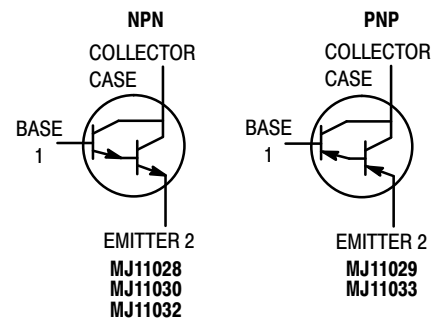 NPN
COLLECTOR
CASE
BASE
1
EMITTER 2
MJ11028
MJ11030
MJ11032
PNP
COLLECTOR
CASE
BASE
1
EMITTER 2
MJ11029
MJ11033